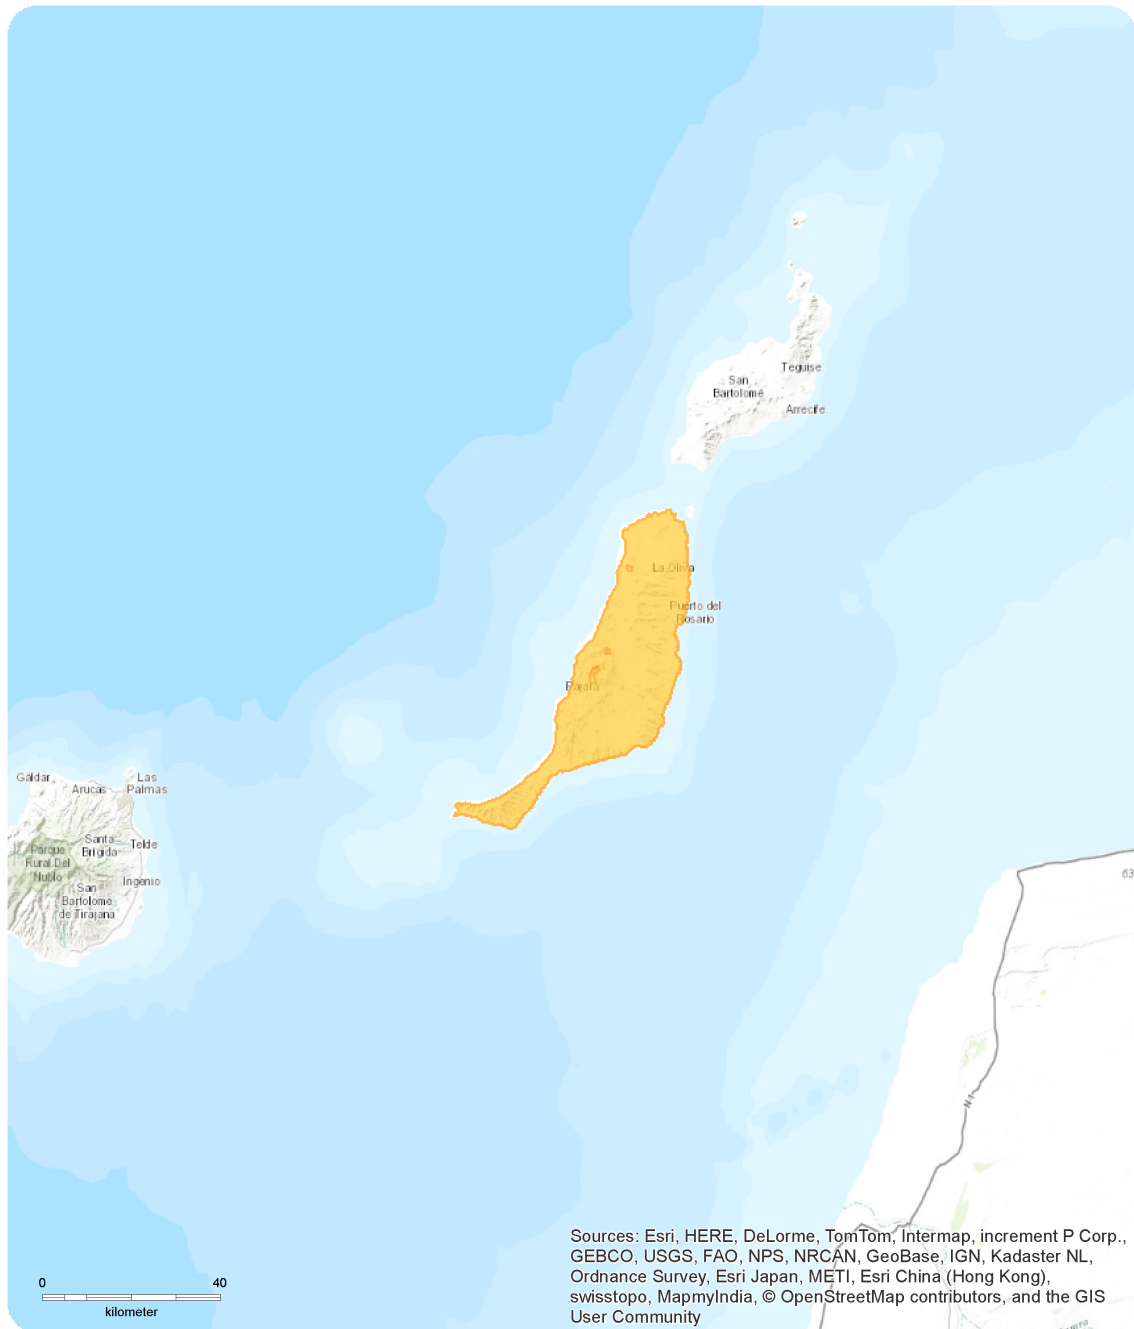 Teguise
San
Bartolomé
Arrecife
La Oliva
Puerto del
Rosario
Pájara
Gáldar
Las
Palmas
Arucas
Santa
Brígida
Telde
Parque
Rural Del
Nublo
Ingenio
San
Bartolomé
de Tirajana
63
N 1
Sources: Esri, HERE, DeLorme, TomTom, Intermap, increment P Corp.,
GEBCO, USGS, FAO, NPS, NRCAN, GeoBase, IGN, Kadaster NL,
Ordnance Survey, Esri Japan, METI, Esri China (Hong Kong),
swisstopo, MapmyIndia, © OpenStreetMap contributors, and the GIS
User Community
0 40
kilometer